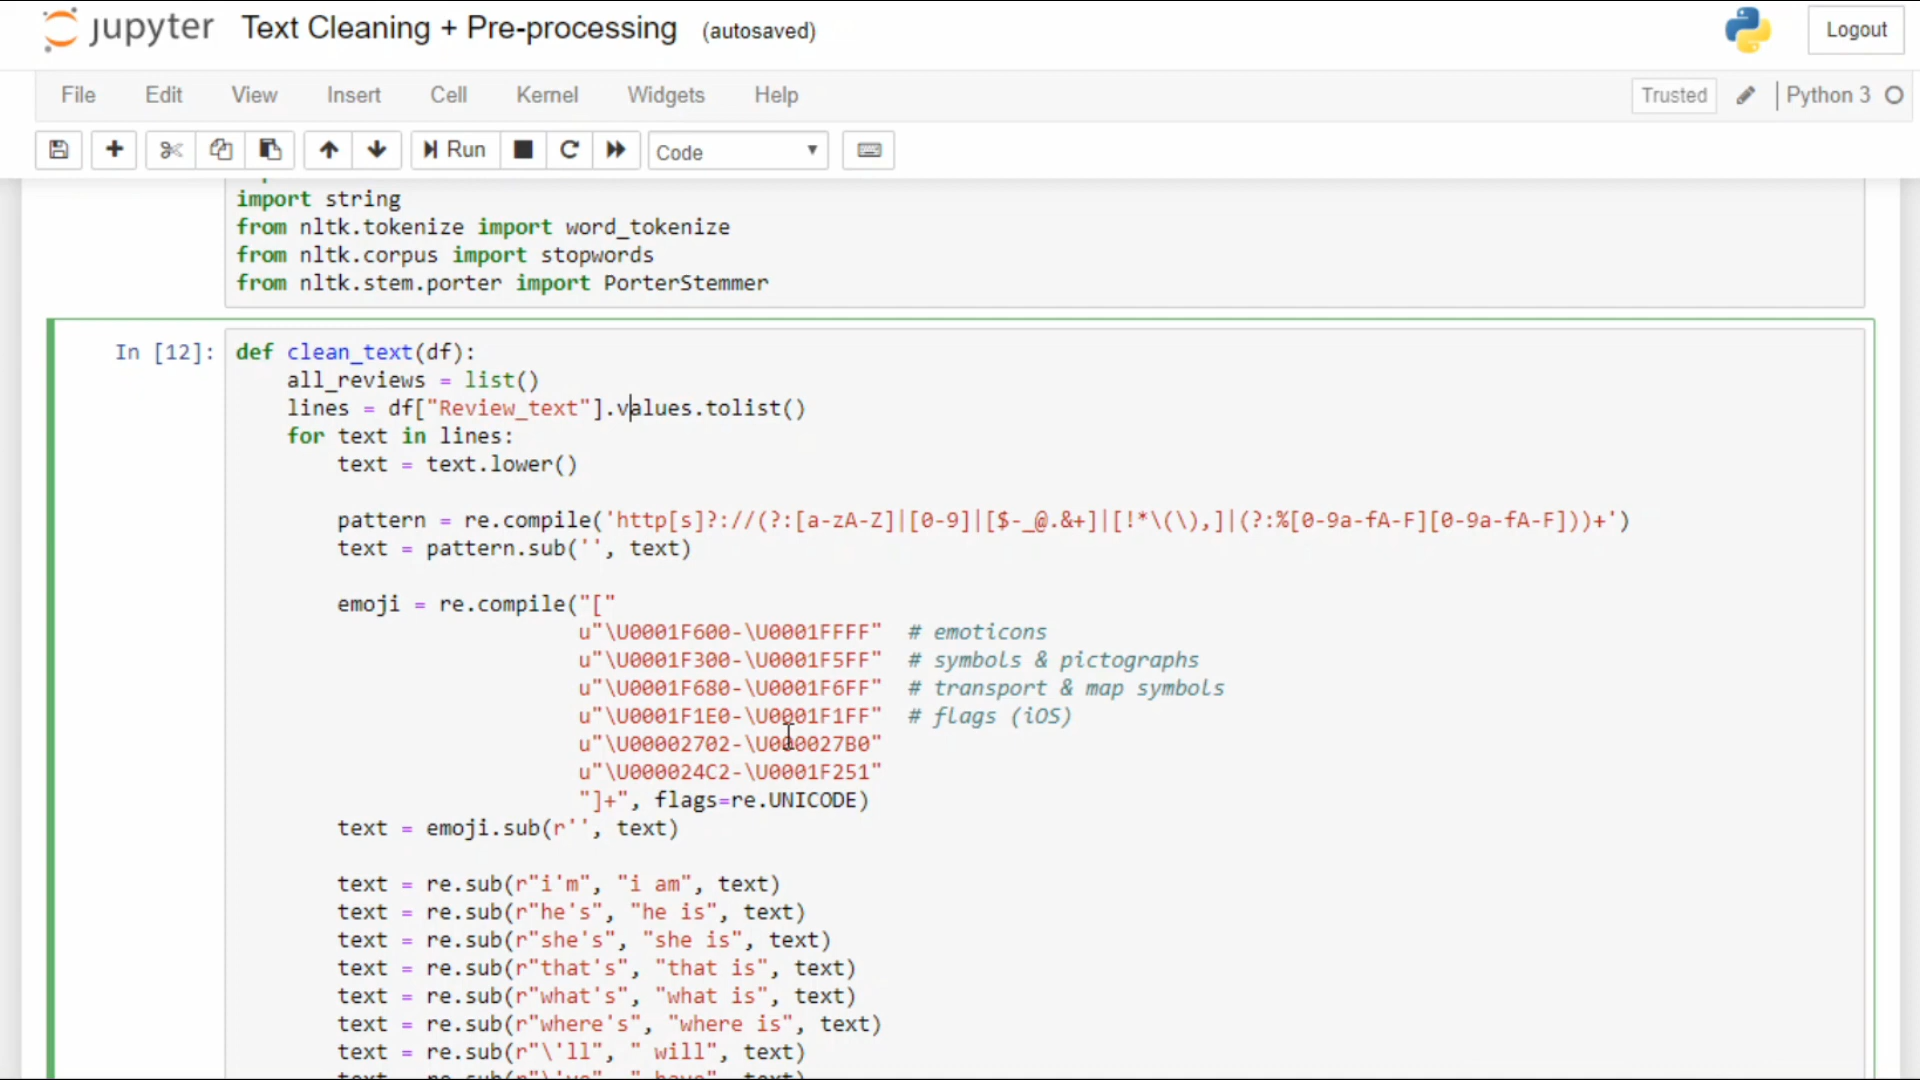 jupyter Text Cleaning + Pre-processing (autosaved) Logout
File Edit View Insert Cell Kernel Widgets Help Trusted Python 3
Run Code
import string
from nltk.tokenize import word_tokenize
from nltk.corpus import stopwords
from nltk.stem.porter import PorterStemmer
In [12]: def clean_text(df):
    all_reviews = list()
    lines = df["Review_text"].values.tolist()
    for text in lines:
        text = text.lower()
        pattern = re.compile('http[s]?://(?:[a-zA-Z]|[0-9]|[$-_@.&+]|[!*\(\),]|(?:%[0-9a-fA-F][0-9a-fA-F]))+')
        text = pattern.sub('', text)
        emoji = re.compile("["
                           u"\U0001F600-\U0001FFFF"  # emoticons
                           u"\U0001F300-\U0001F5FF"  # symbols & pictographs
                           u"\U0001F680-\U0001F6FF"  # transport & map symbols
                           u"\U0001F1E0-\U0001F1FF"  # flags (iOS)
                           u"\U00002702-\U000027B0"
                           u"\U000024C2-\U0001F251"
                           "]+", flags=re.UNICODE)
        text = emoji.sub(r'', text)
        text = re.sub(r"i'm", "i am", text)
        text = re.sub(r"he's", "he is", text)
        text = re.sub(r"she's", "she is", text)
        text = re.sub(r"that's", "that is", text)
        text = re.sub(r"what's", "what is", text)
        text = re.sub(r"where's", "where is", text)
        text = re.sub(r"\'ll", " will", text)